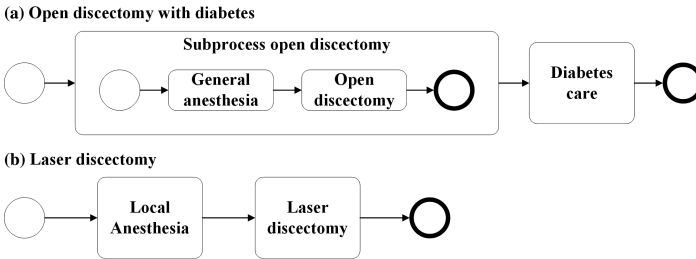 (a) Open discectomy with diabetes
Subprocess open discectomy
General
anesthesia
Open
discectomy
Diabetes
care
(b) Laser discectomy
Local
Anesthesia
Laser
discectomy